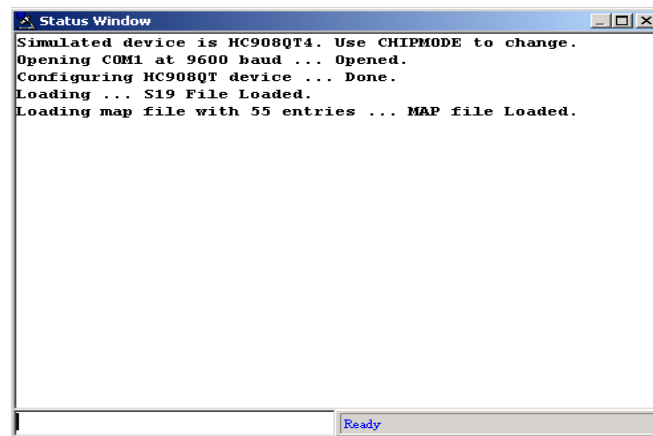 Status Window
Simulated device is HC908QT4. Use CHIPMODE to change.
Opening COM1 at 9600 baud ... Opened.
Configuring HC908QT device ... Done.
Loading ... S19 File Loaded.
Loading map file with 55 entries ... MAP file Loaded.
Ready